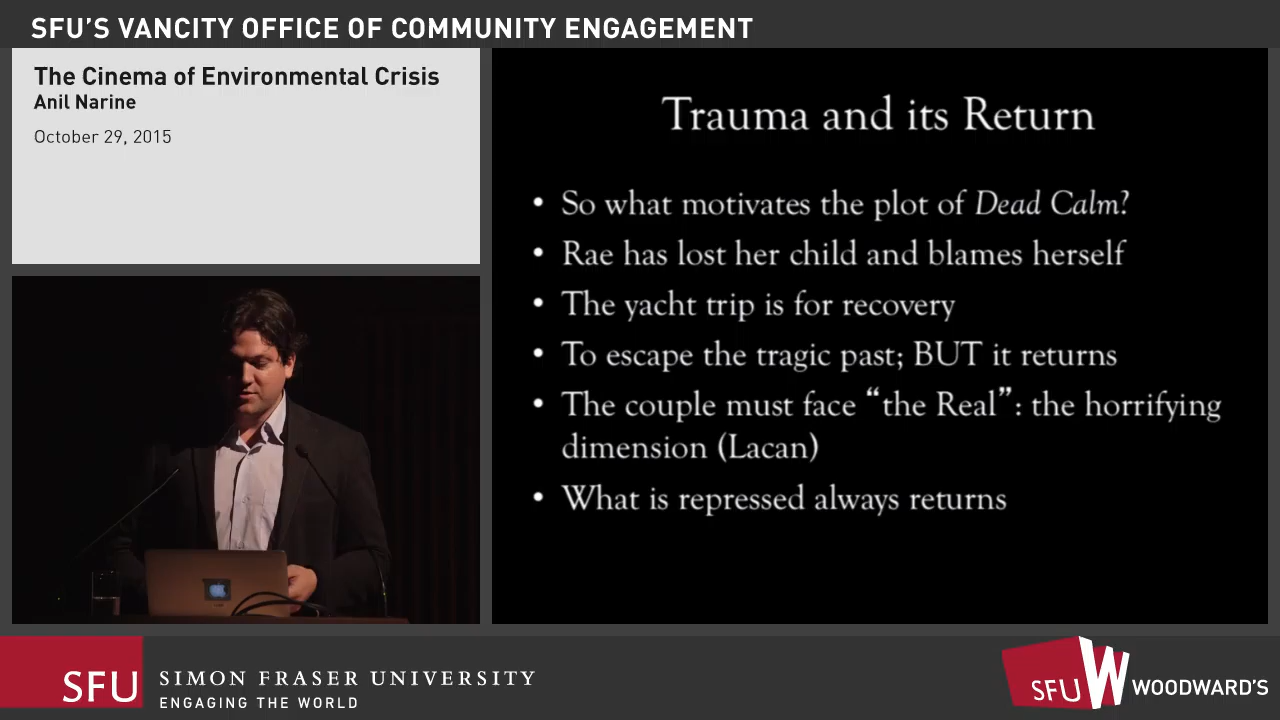 SFU'S VANCITY OFFICE OF COMMUNITY ENGAGEMENT
The Cinema of Environmental Crisis
Anil Narine
October 29, 2015
Trauma and its Return
• So what motivates the plot of Dead Calm?
• Rae has lost her child and blames herself
• The yacht trip is for recovery
• To escape the tragic past; BUT it returns
• The couple must face “the Real”: the horrifying
dimension (Lacan)
• What is repressed always returns
SFU
SIMON FRASER UNIVERSITY
ENGAGING THE WORLD
SFU W WOODWARD'S